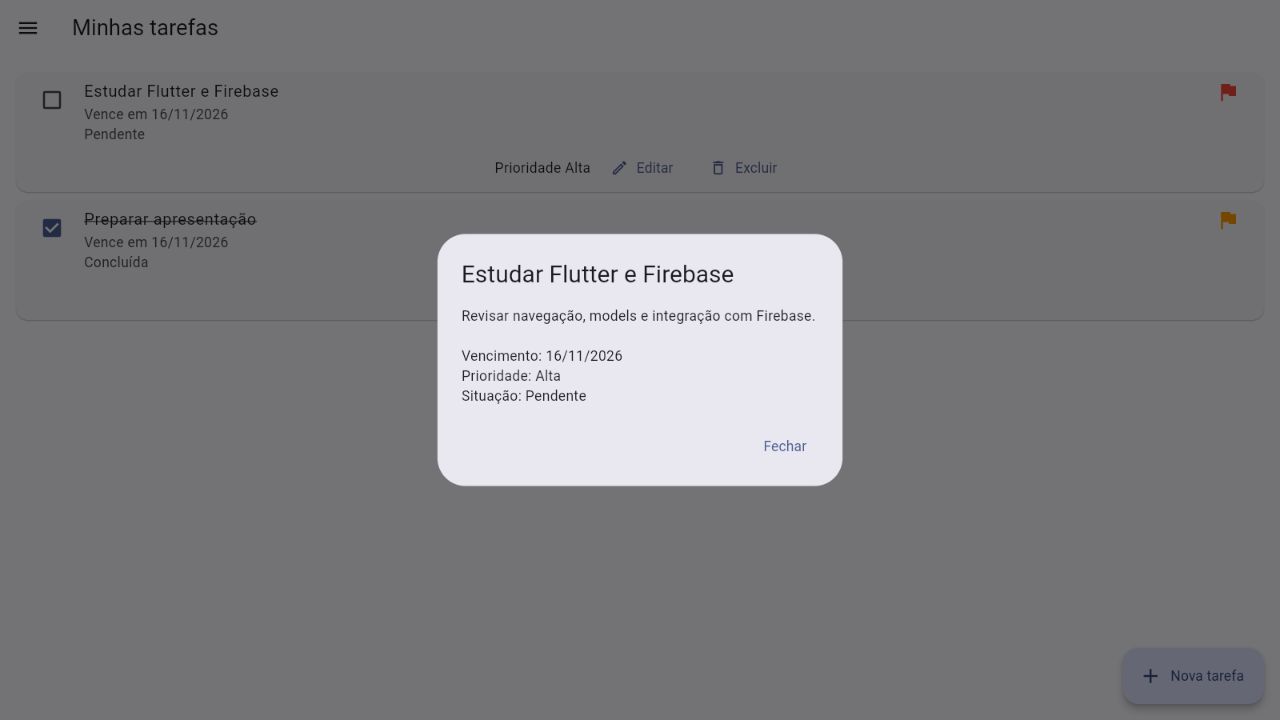 Minhas tarefas
Estudar Flutter e Firebase
Vence em 16/11/2026
Pendente
Prioridade Alta Editar Excluir
Preparar apresentação
Vence em 16/11/2026
Concluída
Estudar Flutter e Firebase
Revisar navegação, models e integração com Firebase.
Vencimento: 16/11/2026
Prioridade: Alta
Situação: Pendente
Fechar
Nova tarefa